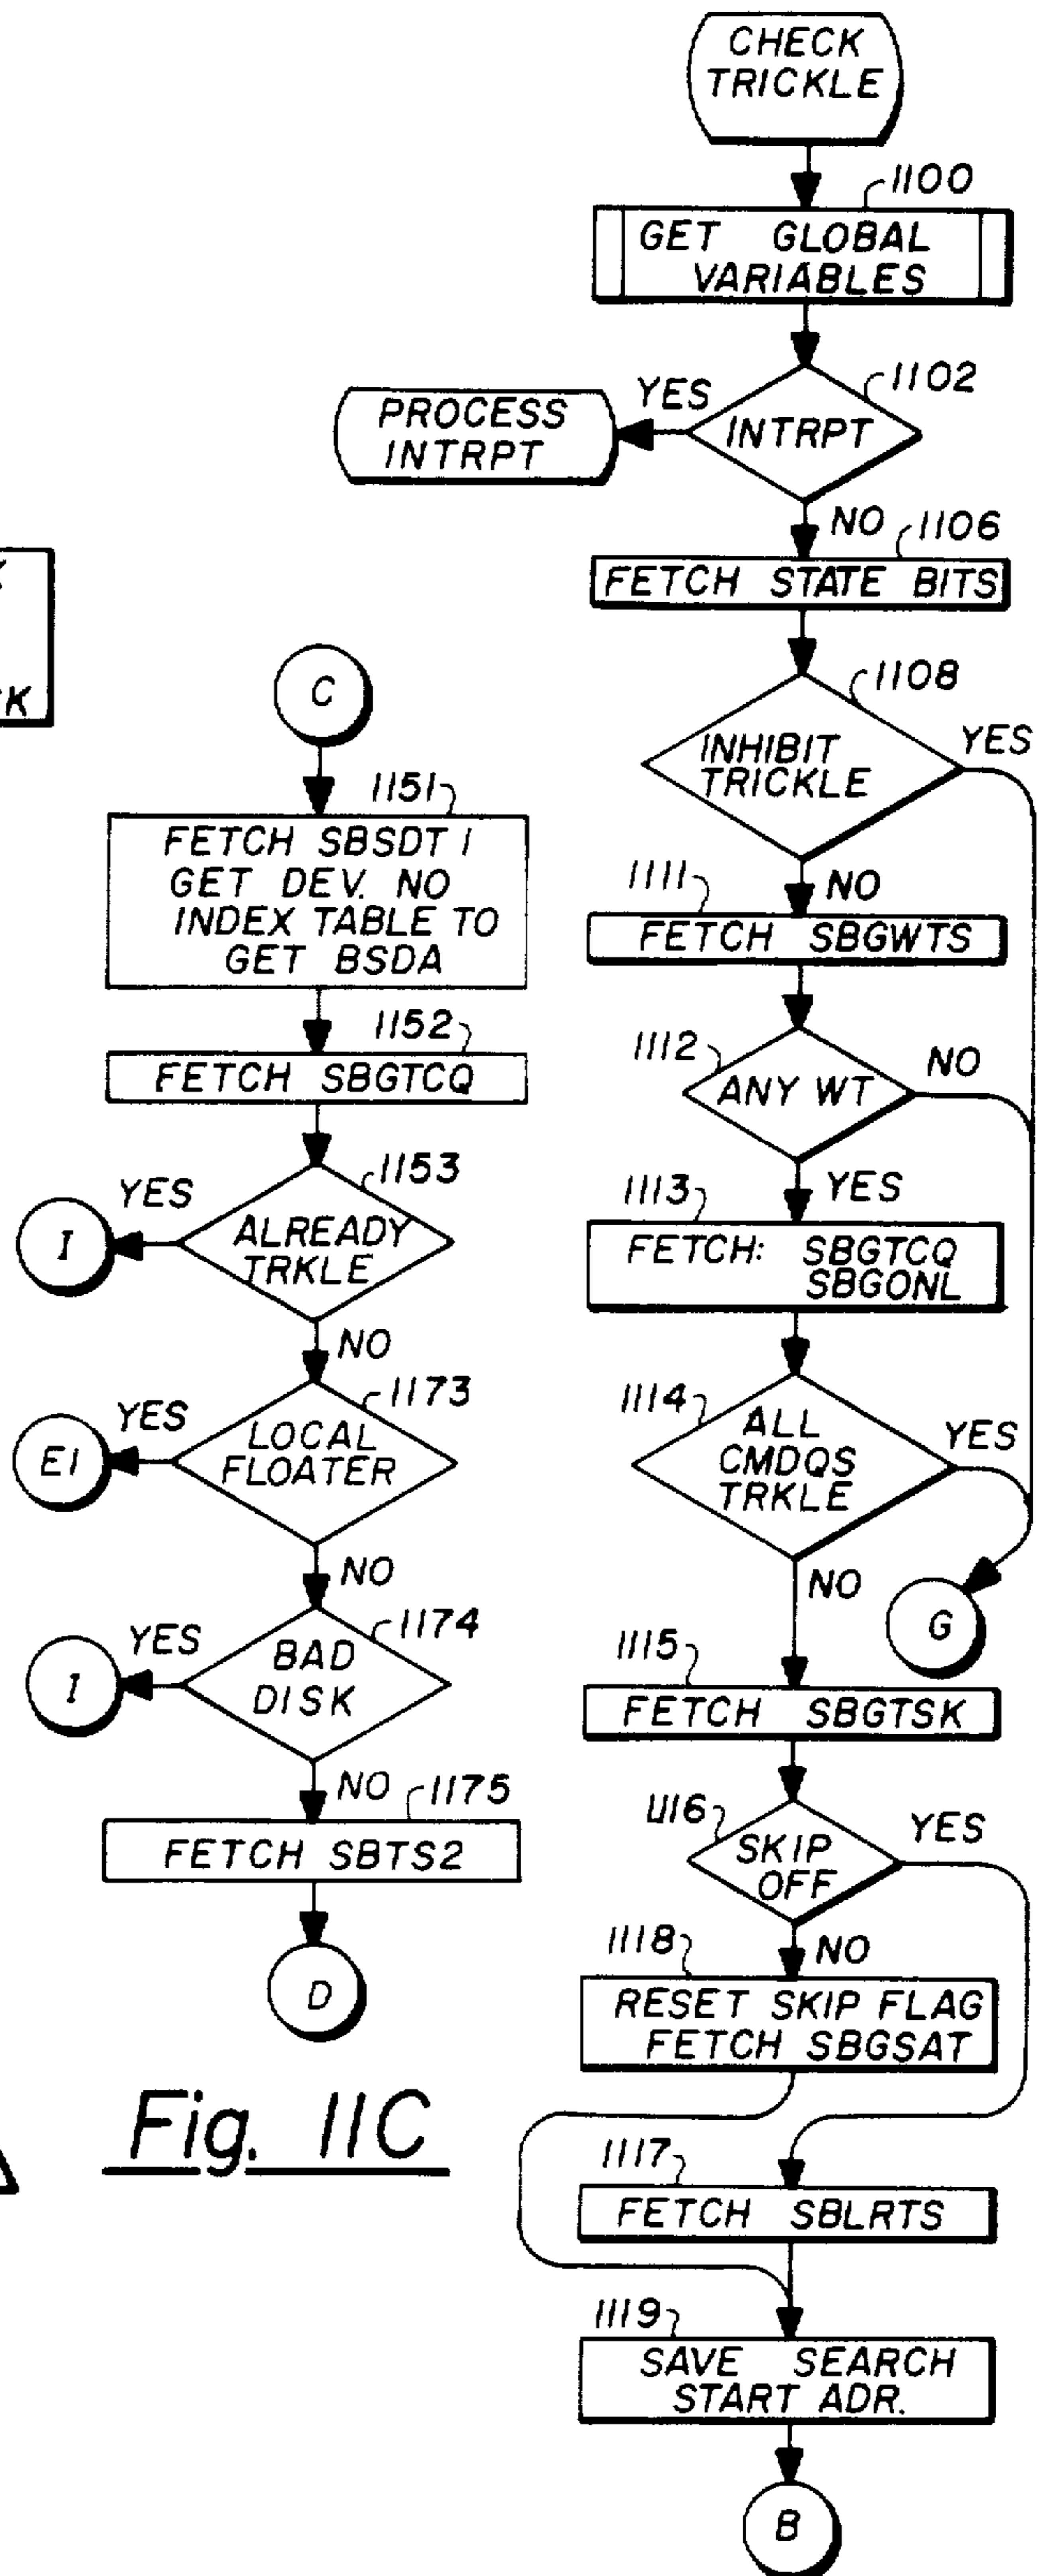 CHECK
TRICKLE
1100
GET GLOBAL
VARIABLES
1102
YES
PROCESS
INTRPT
INTRPT
NO
1106
FETCH STATE BITS
1108
INHIBIT
TRICKLE
YES
NO
1111
FETCH SBGWTS
1112
ANY WT
NO
YES
1113
FETCH: SBGTCQ
SBGONL
1114
ALL
CMDQS
TRKLE
YES
NO
G
1115
FETCH SBGTSK
1116
SKIP
OFF
YES
NO
1118
RESET SKIP FLAG
FETCH SBGSAT
1117
FETCH SBLRTS
1119
SAVE SEARCH
START ADR.
B
K
CK
C
1151
FETCH SBSDT1
GET DEV. NO
INDEX TABLE TO
GET BSDA
1152
FETCH SBGTCQ
1153
YES
I
ALREADY
TRKLE
NO
1173
YES
E1
LOCAL
FLOATER
NO
1174
YES
I
BAD
DISK
NO
1175
FETCH SBTS2
D
Fig. 11C